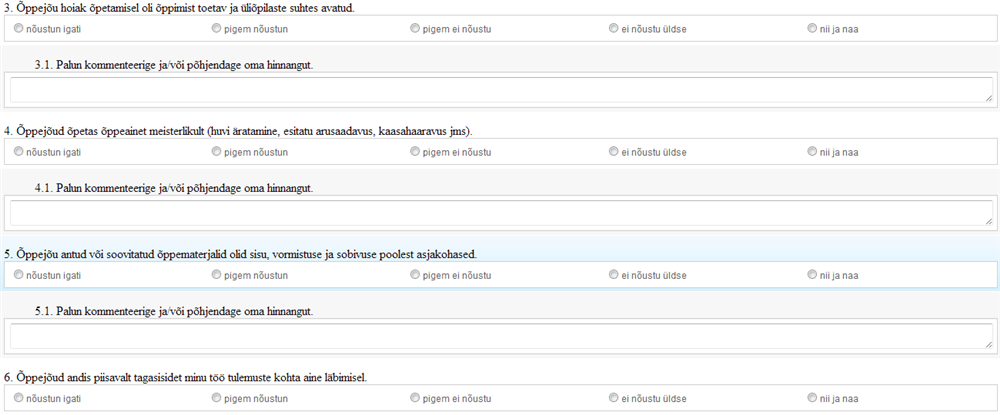 3. Õppejõu hoiak õpetamisel oli õppimist toetav ja üliõpilaste suhtes avatud.
nõustun igati pigem nõustun pigem ei nõustu ei nõustu üldse nii ja naa
3.1. Palun kommenteerige ja/või põhjendage oma hinnangut.
4. Õppejõud õpetas õppeainet meisterlikult (huvi äratamine, esitatu arusaadavus, kaasahaaravus jms).
nõustun igati pigem nõustun pigem ei nõustu ei nõustu üldse nii ja naa
4.1. Palun kommenteerige ja/või põhjendage oma hinnangut.
5. Õppejõu antud või soovitatud õppematerjalid olid sisu, vormistuse ja sobivuse poolest asjakohased.
nõustun igati pigem nõustun pigem ei nõustu ei nõustu üldse nii ja naa
5.1. Palun kommenteerige ja/või põhjendage oma hinnangut.
6. Õppejõud andis piisavalt tagasisidet minu töö tulemuste kohta aine läbimisel.
nõustun igati pigem nõustun pigem ei nõustu ei nõustu üldse nii ja naa